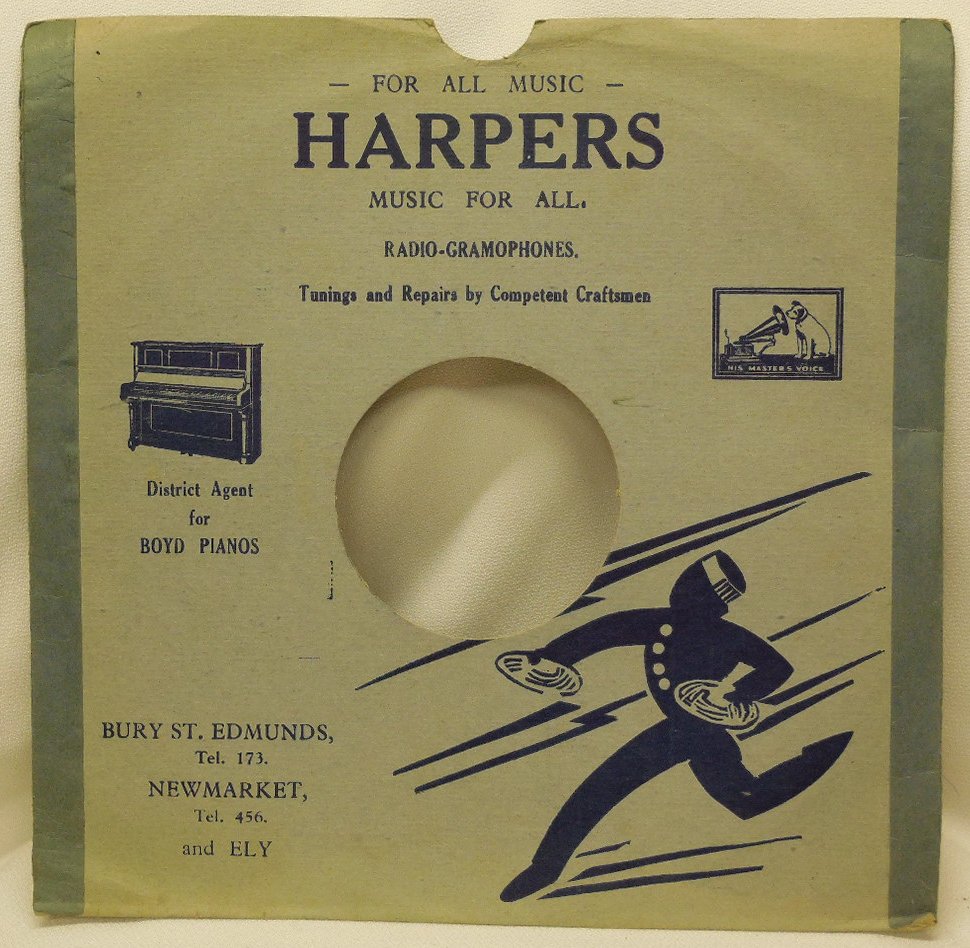 — FOR ALL MUSIC —
HARPERS
MUSIC FOR ALL.
RADIO-GRAMOPHONES.
Tunings and Repairs by Competent Craftsmen
HIS MASTER'S VOICE
District Agent
for
BOYD PIANOS
BURY ST. EDMUNDS,
Tel. 173.
NEWMARKET,
Tel. 456.
and ELY